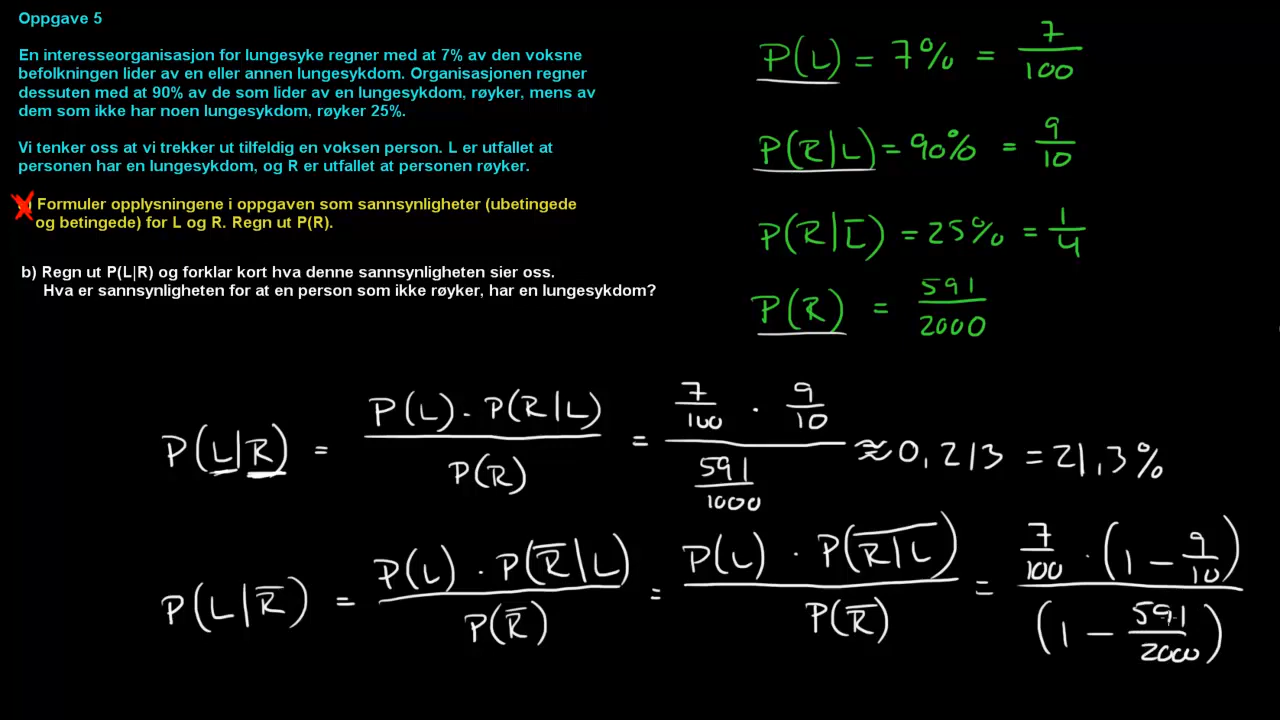 Oppgave 5
En interesseorganisasjon for lungesyke regner med at 7% av den voksne
befolkningen lider av en eller annen lungesykdom. Organisasjonen regner
dessuten med at 90% av de som lider av en lungesykdom, røyker, mens av
dem som ikke har noen lungesykdom, røyker 25%.
Vi tenker oss at vi trekker ut tilfeldig en voksen person. L er utfallet at
personen har en lungesykdom, og R er utfallet at personen røyker.
) Formuler opplysningene i oppgaven som sannsynligheter (ubetingede
og betingede) for L og R. Regn ut P(R).
b) Regn ut P(L|R) og forklar kort hva denne sannsynligheten sier oss.
Hva er sannsynligheten for at en person som ikke røyker, har en lungesykdom?
P(L) = 7% = 7/100
P(R|L) = 90% = 9/10
P(R|L̅) = 25% = 1/4
P(R) = 591/2000
P(L|R) = P(L) · P(R|L) / P(R) = 7/100 · 9/10 / 591/1000 ≈ 0,213 = 21,3%
P(L|R̅) = P(L) · P(R̅|L) / P(R̅) = P(L) · P(R̅|̅L̅) / P(R̅) = 7/100 · (1 − 9/10) / (1 − 591/2000)